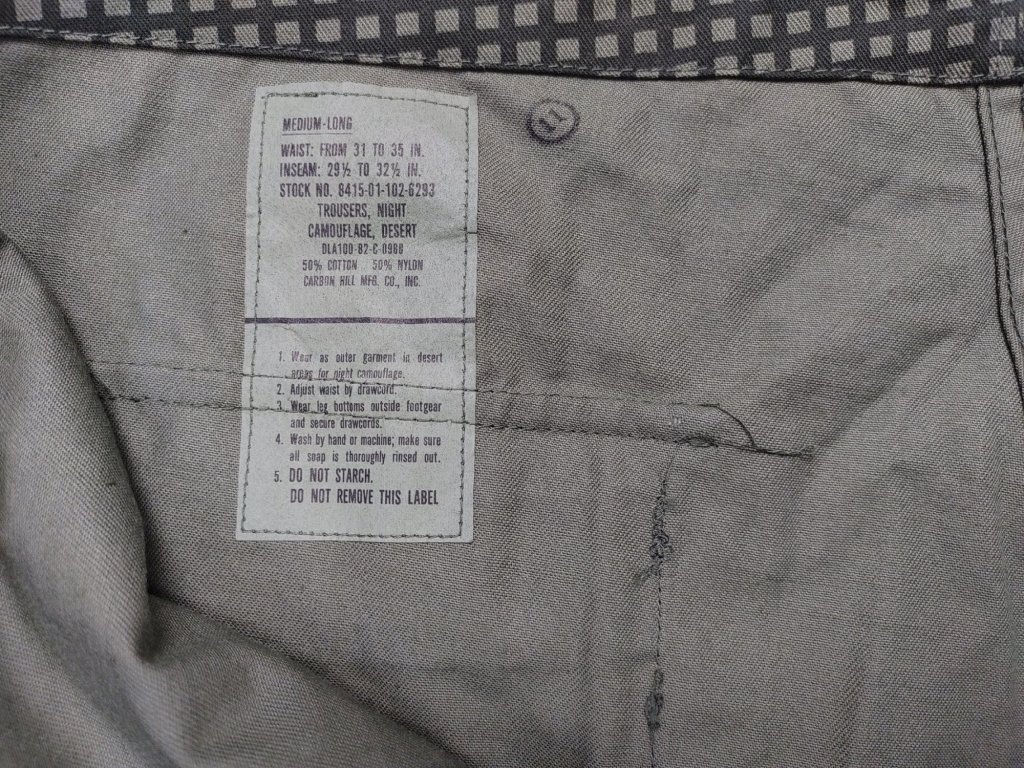 MEDIUM-LONG
WAIST: FROM 31 TO 35 IN.
INSEAM: 29½ TO 32½ IN.
STOCK NO. 8415-01-102-6293
TROUSERS, NIGHT
CAMOUFLAGE, DESERT
DLA100-82-C-0988
50% COTTON 50% NYLON
CARBON HILL MFG. CO., INC.
1. Wear as outer garment in desert
areas for night camouflage.
2. Adjust waist by drawcord.
3. Wear leg bottoms outside footgear
and secure drawcords.
4. Wash by hand or machine; make sure
all soap is thoroughly rinsed out.
5. DO NOT STARCH.
DO NOT REMOVE THIS LABEL
11